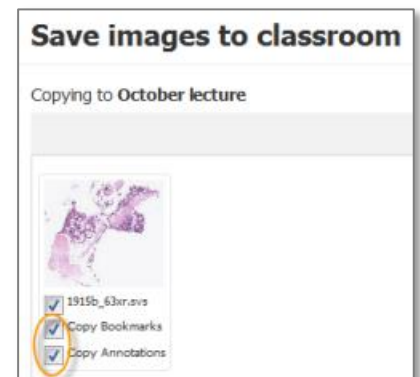 Save images to classroom
Copying to October lecture
1915b_63xr.svs
Copy Bookmarks
Copy Annotations